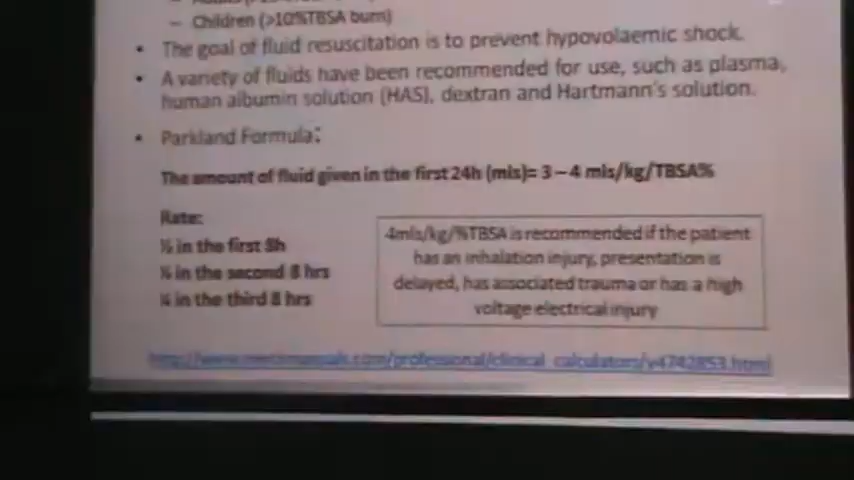 – Children (>10%TBSA burn)
• The goal of fluid resuscitation is to prevent hypovolaemic shock.
• A variety of fluids have been recommended for use, such as plasma,
human albumin solution (HAS), dextran and Hartmann's solution.
• Parkland Formula:
The amount of fluid given in the first 24h (mls)= 3 – 4 mls/kg/TBSA%
Rate:
½ in the first 8h
in the second 8 hrs
¼ in the third 8 hrs
4mls/kg/%TBSA is recommended if the patient
has an inhalation injury, presentation is
delayed, has associated trauma or has a high
voltage electrical injury